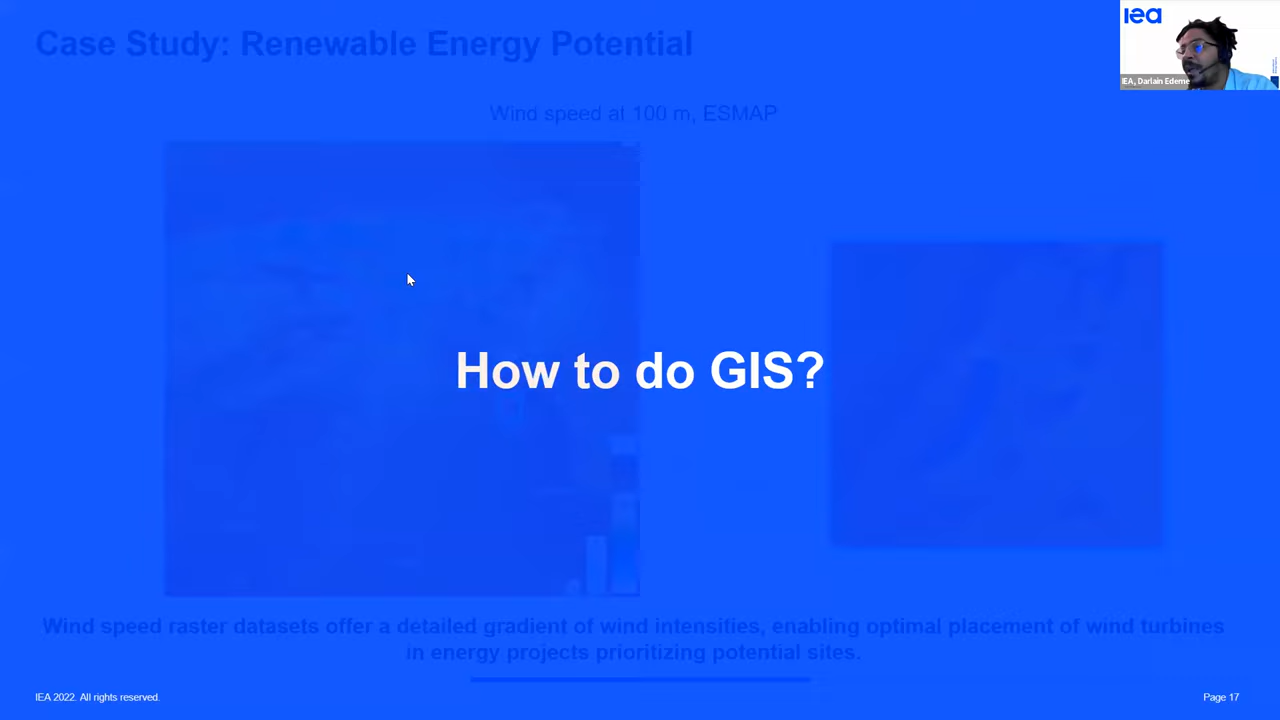 Case Study: Renewable Energy Potential
iea
IEA, Darlain Edeme
Wind speed at 100 m, ESMAP
How to do GIS?
Wind speed raster datasets offer a detailed gradient of wind intensities, enabling optimal placement of wind turbines
in energy projects prioritizing potential sites.
IEA 2022. All rights reserved.
Page 17